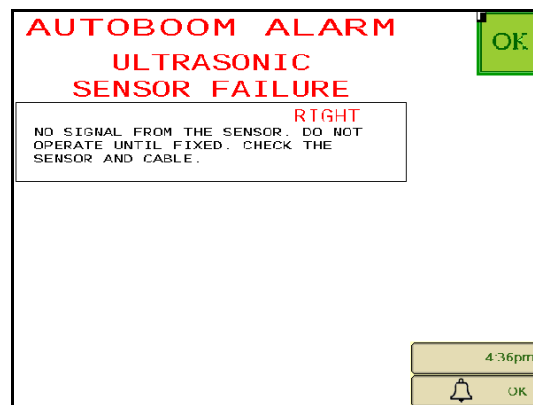 AUTOBOOM ALARM
OK
ULTRASONIC
SENSOR FAILURE
RIGHT
NO SIGNAL FROM THE SENSOR. DO NOT
OPERATE UNTIL FIXED. CHECK THE
SENSOR AND CABLE.
4:36pm
OK